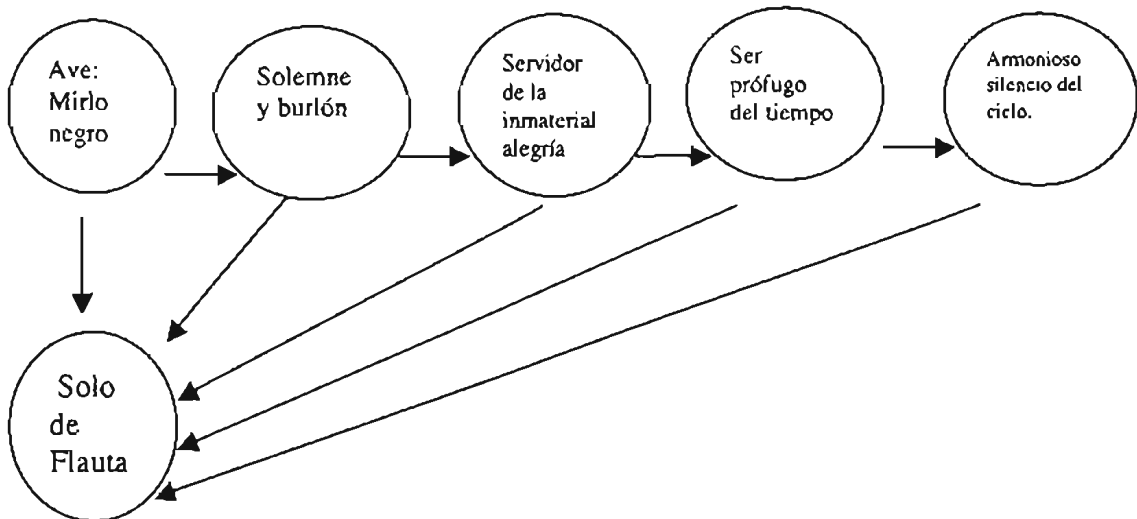 Ave:
Mirlo
negro
Solemne
y burlón
Servidor
de la
inmaterial
alegría
Ser
prófugo
del tiempo
Armonioso
silencio del
cielo.
Solo
de
Flauta